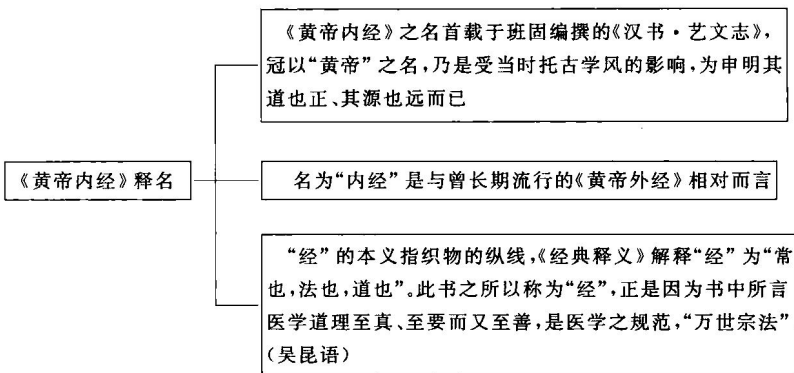 《黄帝内经》之名首载于班固编撰的《汉书·艺文志》,
冠以“黄帝”之名,乃是受当时托古学风的影响,为申明其
道也正、其源也远而已
《黄帝内经》释名
名为“内经”是与曾长期流行的《黄帝外经》相对而言
“经”的本义指织物的纵线,《经典释义》解释“经”为“常
也,法也,道也”。此书之所以称为“经”,正是因为书中所言
医学道理至真、至要而又至善,是医学之规范,“万世宗法”
(吴昆语)